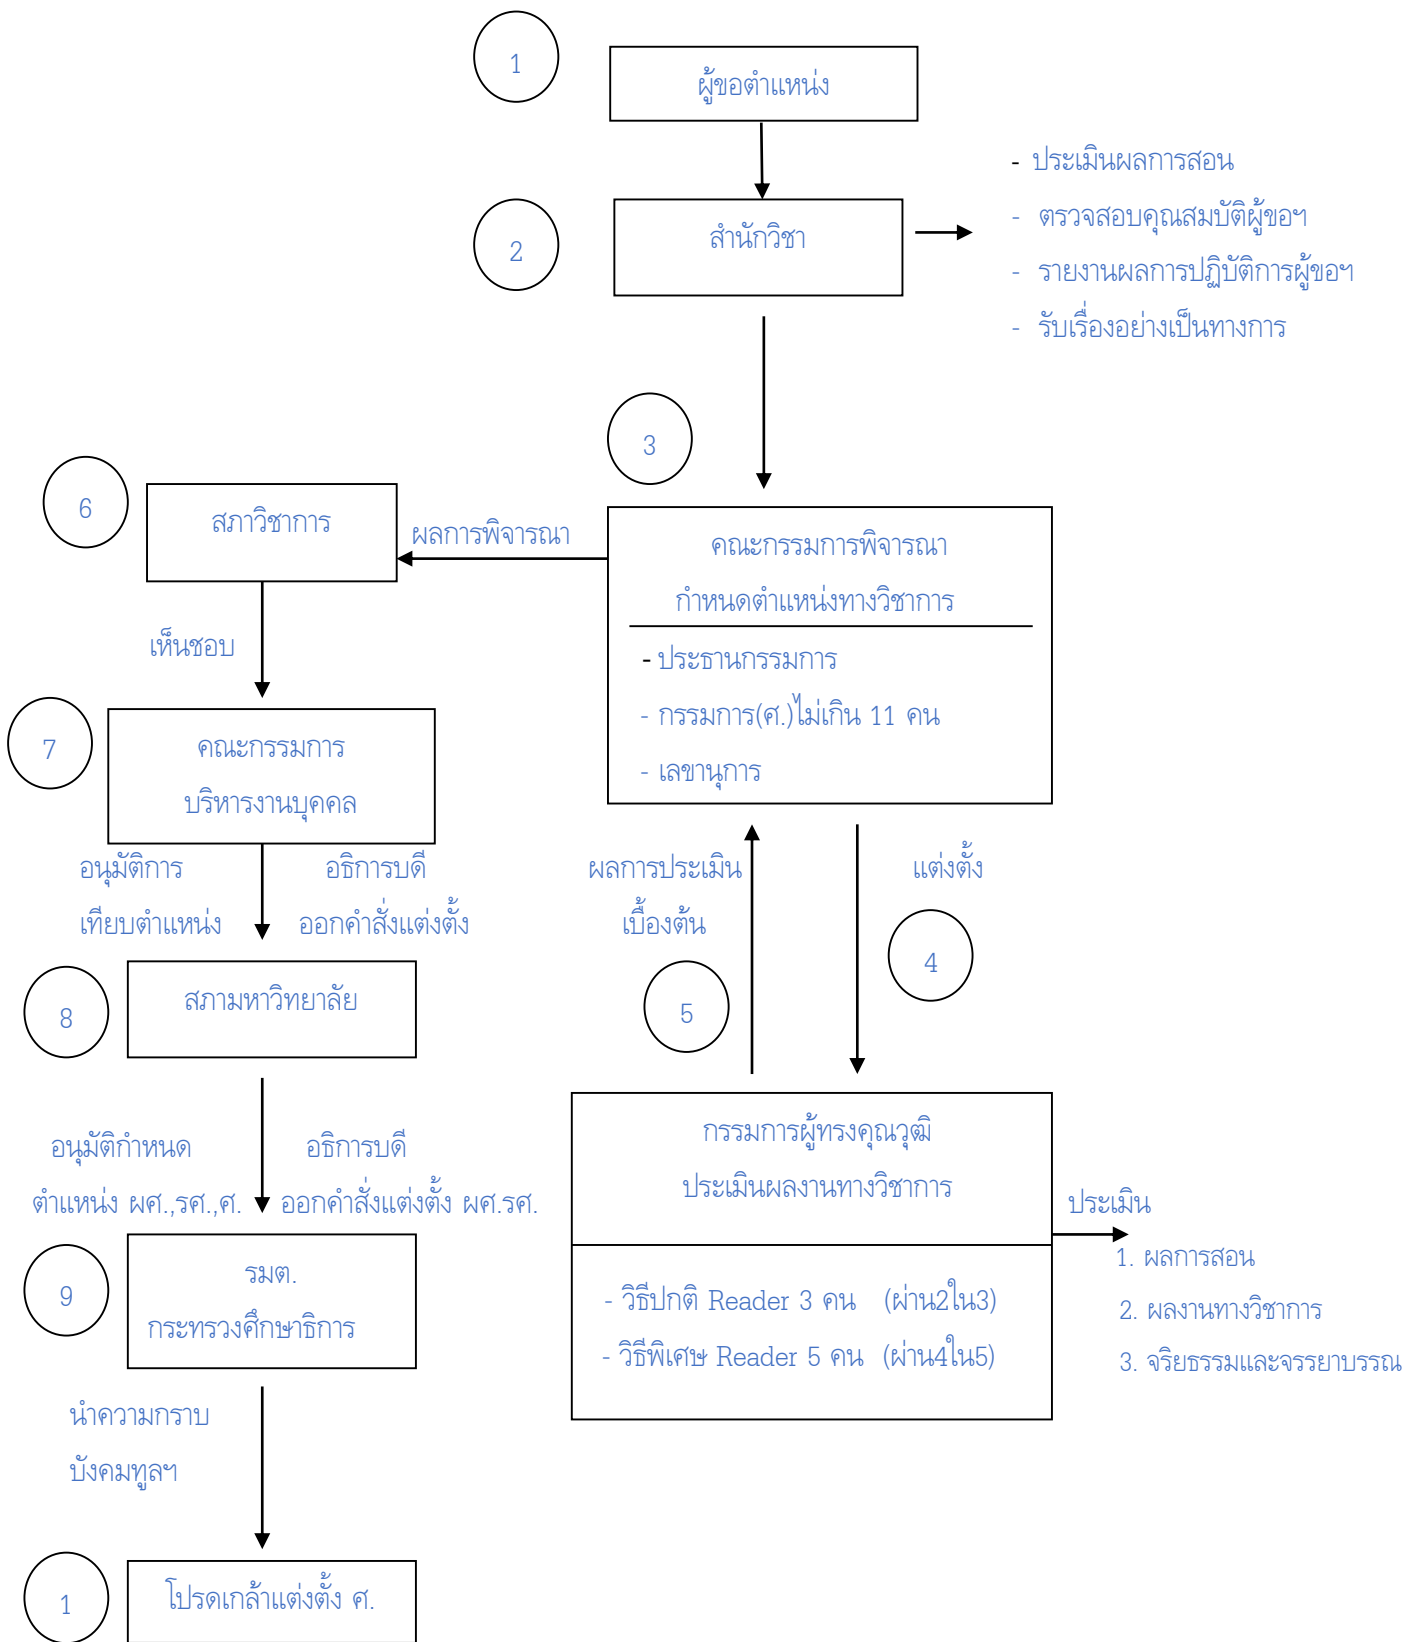 1
ผู้ขอตำแหน่ง
2
สำนักวิชา
- ประเมินผลการสอน
- ตรวจสอบคุณสมบัติผู้ขอฯ
- รายงานผลการปฏิบัติการผู้ขอฯ
- รับเรื่องอย่างเป็นทางการ
3
คณะกรรมการพิจารณา
กำหนดตำแหน่งทางวิชาการ
- ประธานกรรมการ
- กรรมการ(ศ.)ไม่เกิน 11 คน
- เลขานุการ
แต่งตั้ง
4
กรรมการผู้ทรงคุณวุฒิ
ประเมินผลงานทางวิชาการ
- วิธีปกติ Reader 3 คน (ผ่าน2ใน3)
- วิธีพิเศษ Reader 5 คน (ผ่าน4ใน5)
ประเมิน
1. ผลการสอน
2. ผลงานทางวิชาการ
3. จริยธรรมและจรรยาบรรณ
ผลการประเมิน
เบื้องต้น
5
ผลการพิจารณา
6
สภาวิชาการ
เห็นชอบ
7
คณะกรรมการ
บริหารงานบุคคล
อนุมัติการ
เทียบตำแหน่ง
อธิการบดี
ออกคำสั่งแต่งตั้ง
8
สภามหาวิทยาลัย
อนุมัติกำหนด
ตำแหน่ง ผศ.,รศ.,ศ.
อธิการบดี
ออกคำสั่งแต่งตั้ง ผศ.รศ.
9
รมต.
กระทรวงศึกษาธิการ
นำความกราบ
บังคมทูลฯ
1
โปรดเกล้าแต่งตั้ง ศ.